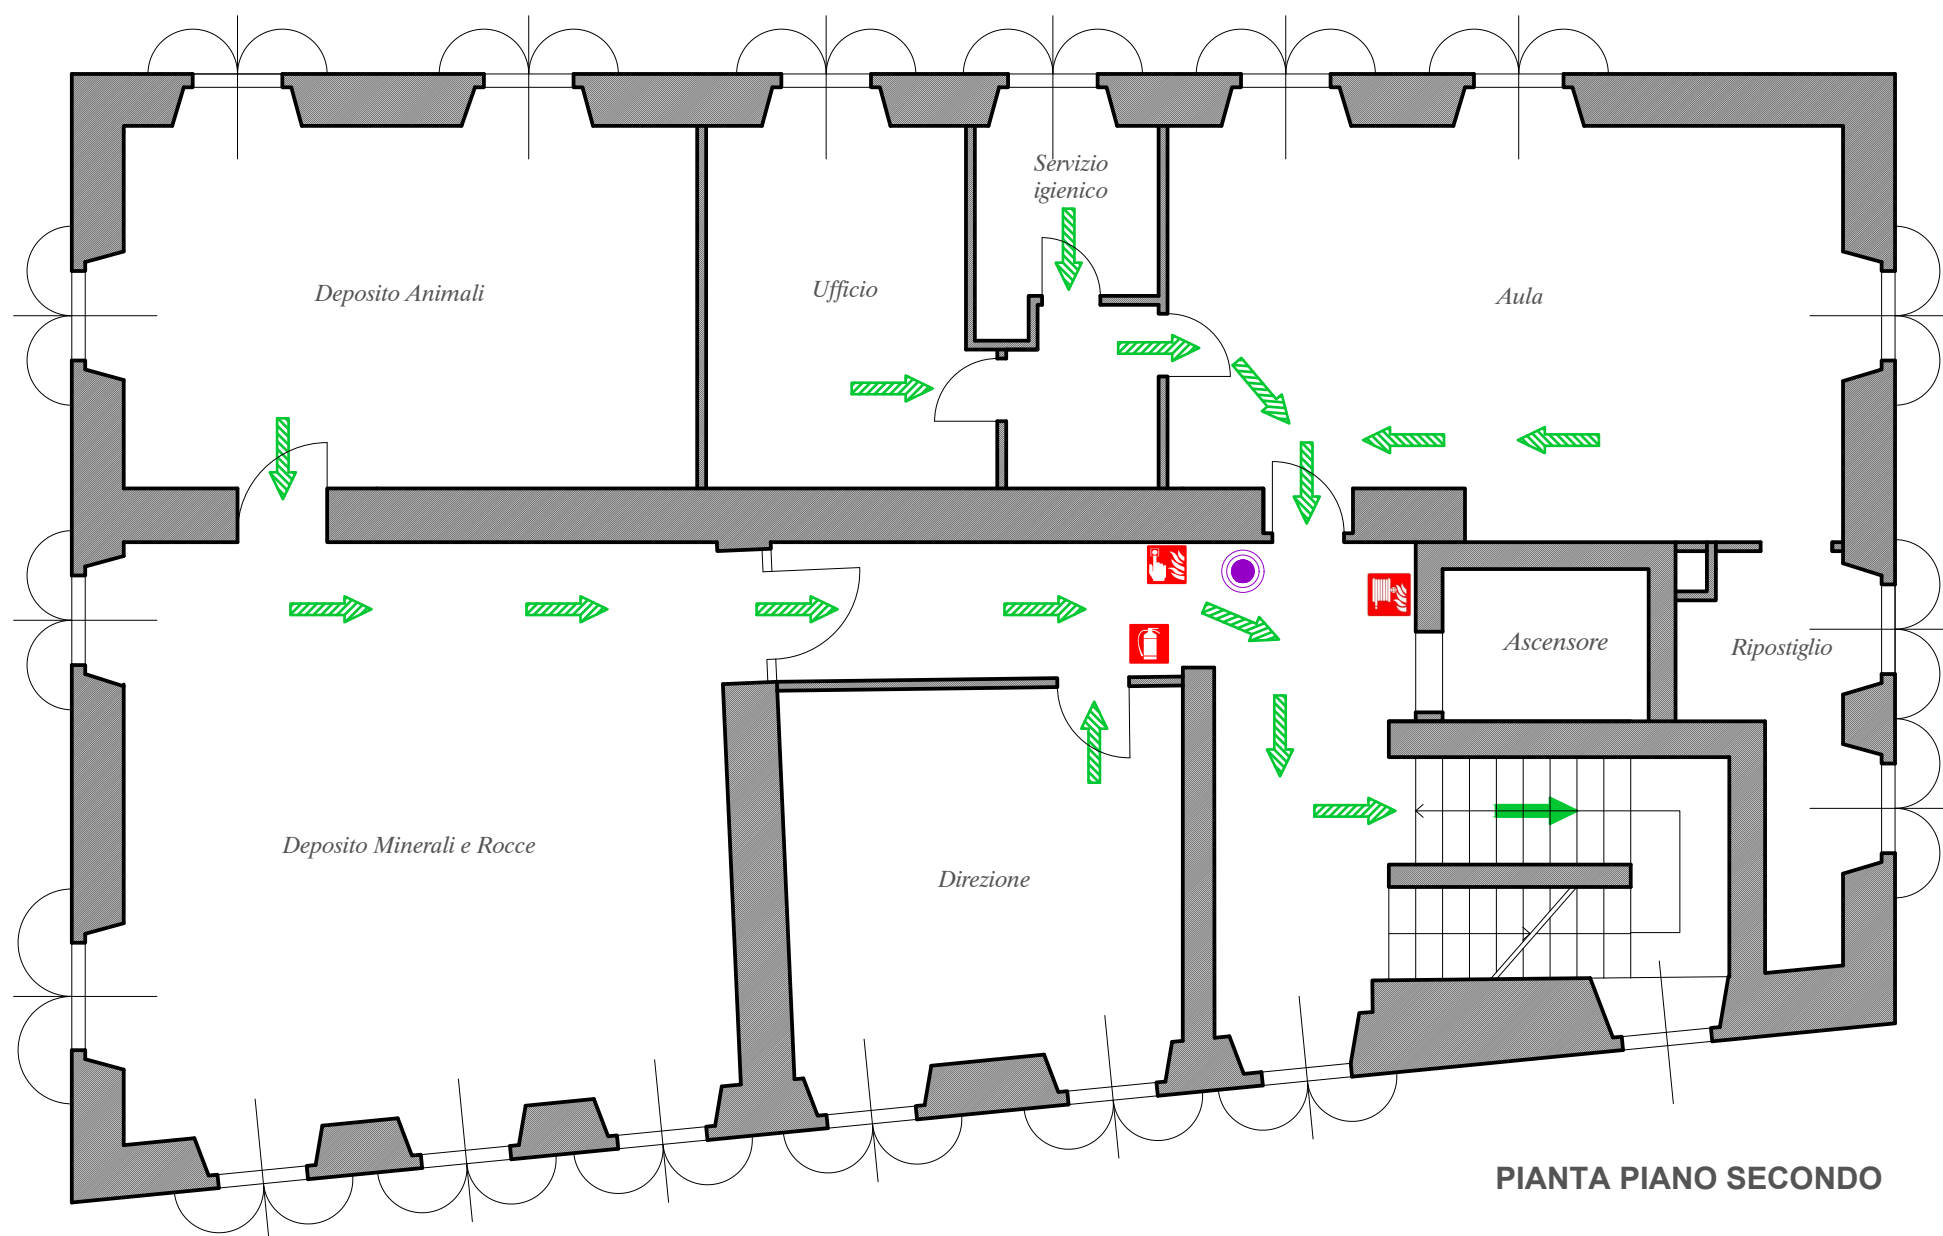 Servizio
igienico
Deposito Animali
Ufficio
Aula
Ascensore
Ripostiglio
Deposito Minerali e Rocce
Direzione
PIANTA PIANO SECONDO